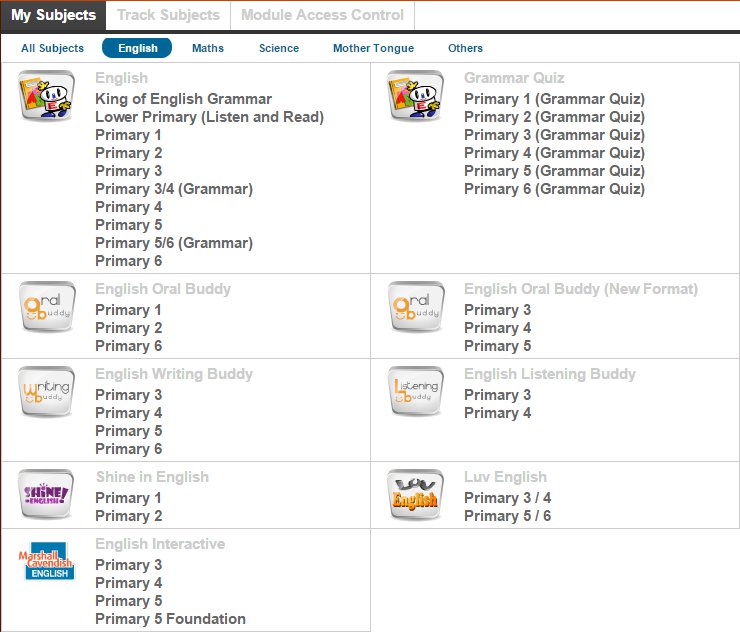 My Subjects Track Subjects Module Access Control
All Subjects English Maths Science Mother Tongue Others
English
King of English Grammar
Lower Primary (Listen and Read)
Primary 1
Primary 2
Primary 3
Primary 3/4 (Grammar)
Primary 4
Primary 5
Primary 5/6 (Grammar)
Primary 6
Grammar Quiz
Primary 1 (Grammar Quiz)
Primary 2 (Grammar Quiz)
Primary 3 (Grammar Quiz)
Primary 4 (Grammar Quiz)
Primary 5 (Grammar Quiz)
Primary 6 (Grammar Quiz)
oral
buddy
English Oral Buddy
Primary 1
Primary 2
Primary 6
oral
buddy
English Oral Buddy (New Format)
Primary 3
Primary 4
Primary 5
writing
buddy
English Writing Buddy
Primary 3
Primary 4
Primary 5
Primary 6
Listening
buddy
English Listening Buddy
Primary 3
Primary 4
SHiNE!
IN ENGLISH
Shine in English
Primary 1
Primary 2
LUV
English
Luv English
Primary 3 / 4
Primary 5 / 6
Marshall
Cavendish
ENGLISH
English Interactive
Primary 3
Primary 4
Primary 5
Primary 5 Foundation